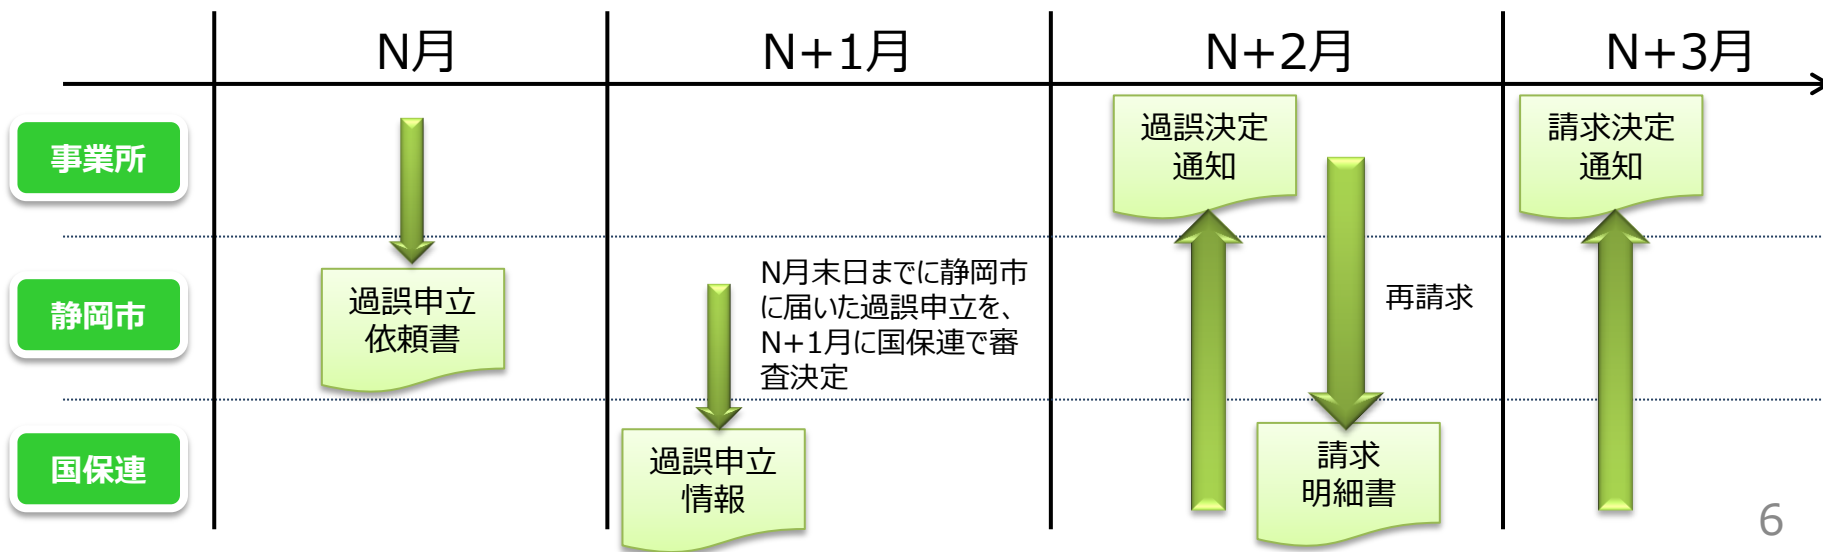 N月
N+1月
N+2月
N+3月
事業所
過誤決定
通知
請求決定
通知
静岡市
過誤申立
依頼書
N月末日までに静岡市
に届いた過誤申立を、
N+1月に国保連で審
査決定
再請求
国保連
過誤申立
情報
請求
明細書
6